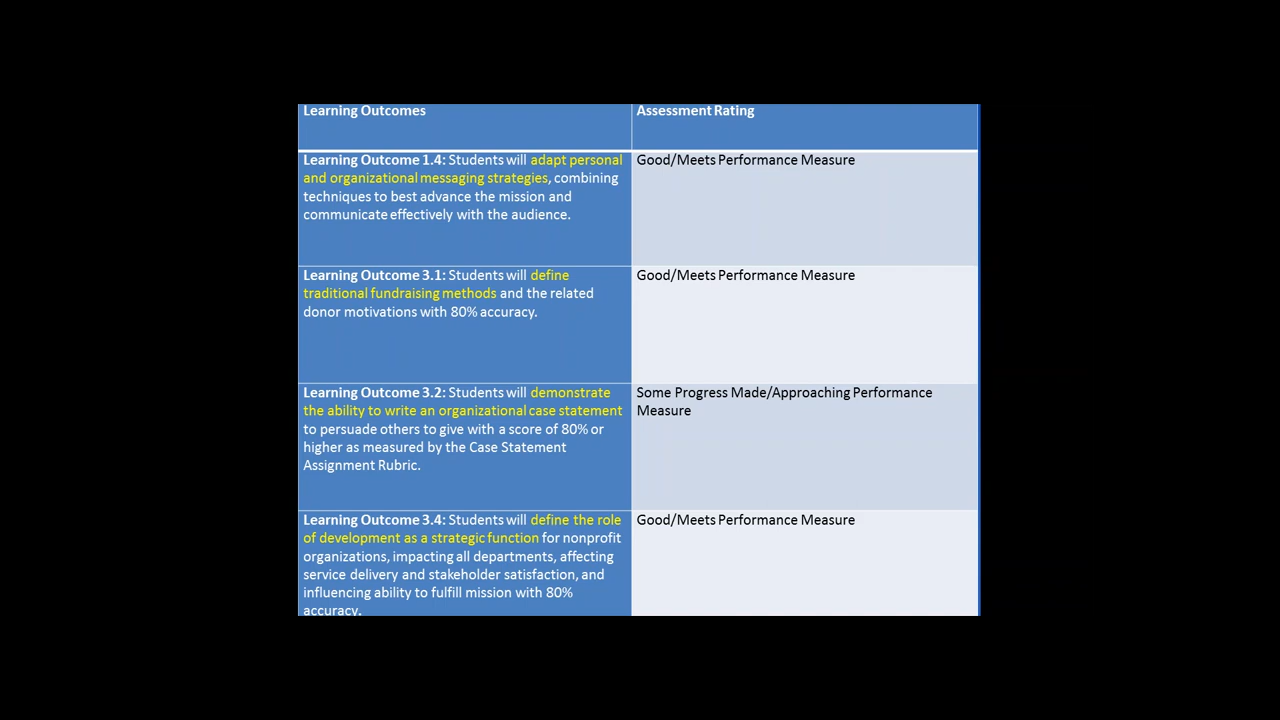 Learning Outcomes
Assessment Rating
Learning Outcome 1.4: Students will adapt personal
and organizational messaging strategies, combining
techniques to best advance the mission and
communicate effectively with the audience.
Good/Meets Performance Measure
Learning Outcome 3.1: Students will define
traditional fundraising methods and the related
donor motivations with 80% accuracy.
Good/Meets Performance Measure
Learning Outcome 3.2: Students will demonstrate
the ability to write an organizational case statement
to persuade others to give with a score of 80% or
higher as measured by the Case Statement
Assignment Rubric.
Some Progress Made/Approaching Performance
Measure
Learning Outcome 3.4: Students will define the role
of development as a strategic function for nonprofit
organizations, impacting all departments, affecting
service delivery and stakeholder satisfaction, and
influencing ability to fulfill mission with 80%
accuracy.
Good/Meets Performance Measure